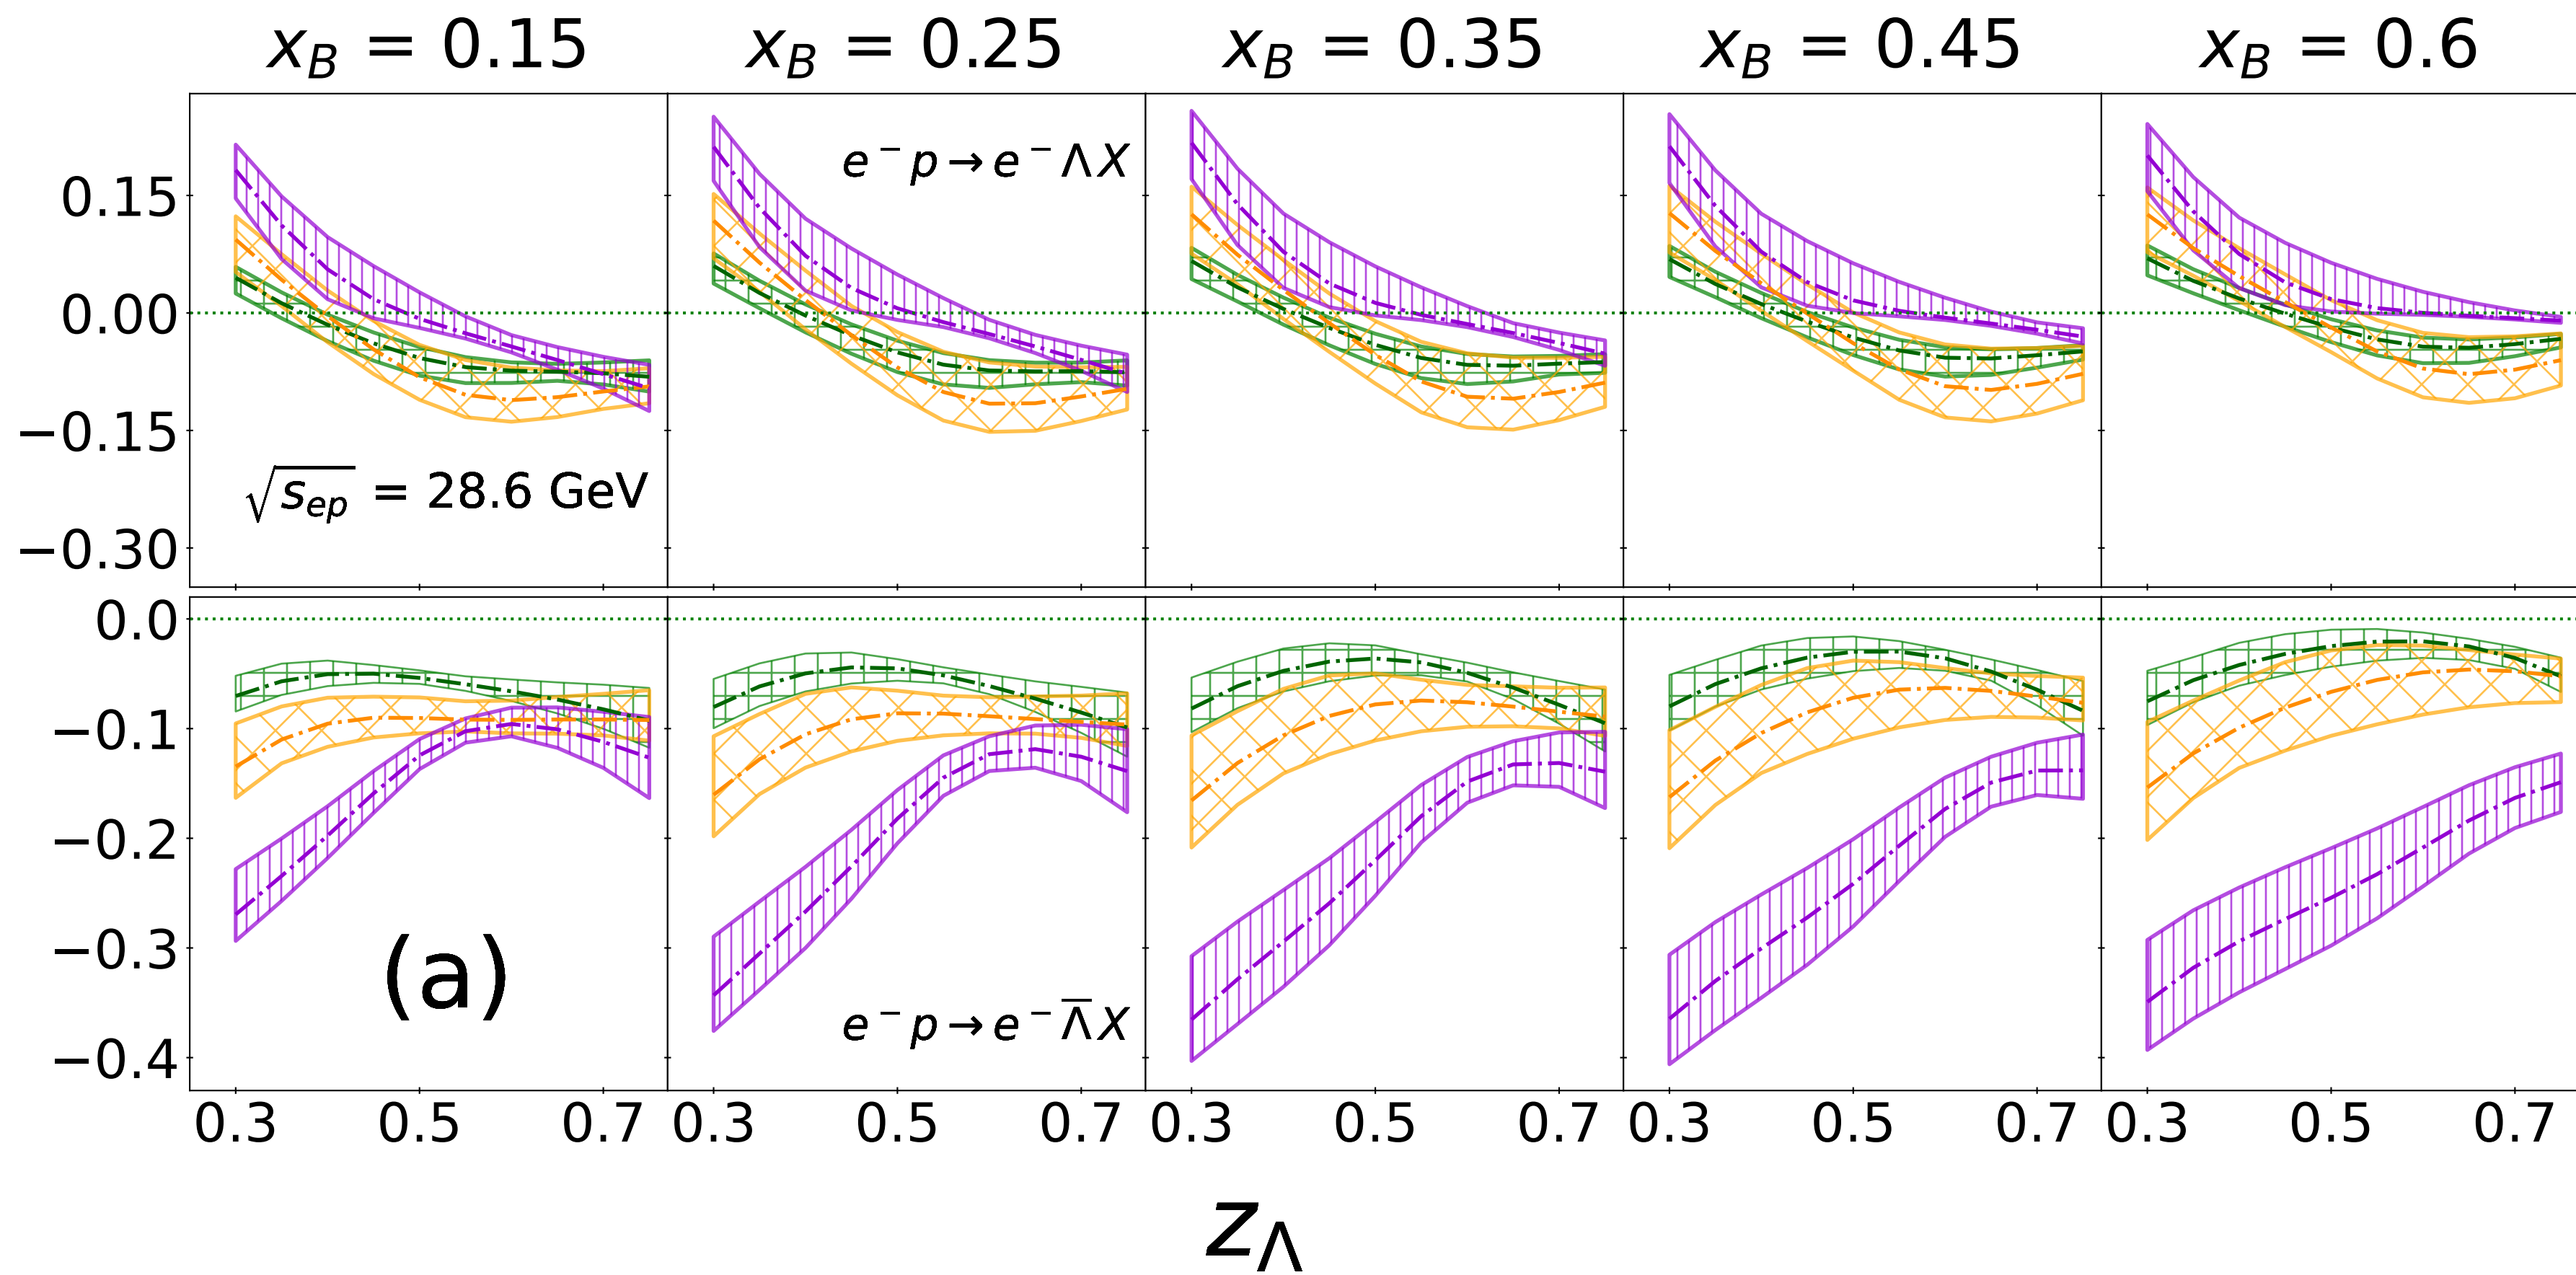 x_B = 0.15 x_B = 0.25 x_B = 0.35 x_B = 0.45 x_B = 0.6
e⁻p → e⁻ΛX
0.15
0.00
−0.15
√s_ep = 28.6 GeV
−0.30
0.0
−0.1
−0.2
−0.3
(a)
e⁻p → e⁻Λ̅X
−0.4
0.3 0.5 0.7 0.3 0.5 0.7 0.3 0.5 0.7 0.3 0.5 0.7 0.3 0.5 0.7
z_Λ